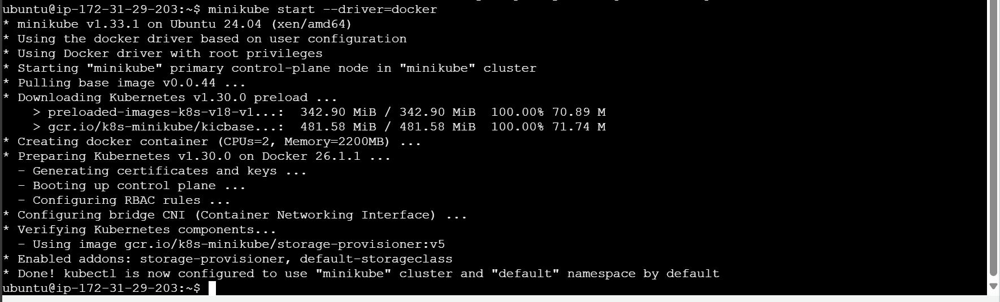 ubuntu@ip-172-31-29-203:~$ minikube start --driver=docker
* minikube v1.33.1 on Ubuntu 24.04 (xen/amd64)
* Using the docker driver based on user configuration
* Using Docker driver with root privileges
* Starting "minikube" primary control-plane node in "minikube" cluster
* Pulling base image v0.0.44 ...
* Downloading Kubernetes v1.30.0 preload ...
    > preloaded-images-k8s-v18-v1...:  342.90 MiB / 342.90 MiB  100.00% 70.89 M
    > gcr.io/k8s-minikube/kicbase...:  481.58 MiB / 481.58 MiB  100.00% 71.74 M
* Creating docker container (CPUs=2, Memory=2200MB) ...
* Preparing Kubernetes v1.30.0 on Docker 26.1.1 ...
  - Generating certificates and keys ...
  - Booting up control plane ...
  - Configuring RBAC rules ...
* Configuring bridge CNI (Container Networking Interface) ...
* Verifying Kubernetes components...
  - Using image gcr.io/k8s-minikube/storage-provisioner:v5
* Enabled addons: storage-provisioner, default-storageclass
* Done! kubectl is now configured to use "minikube" cluster and "default" namespace by default
ubuntu@ip-172-31-29-203:~$